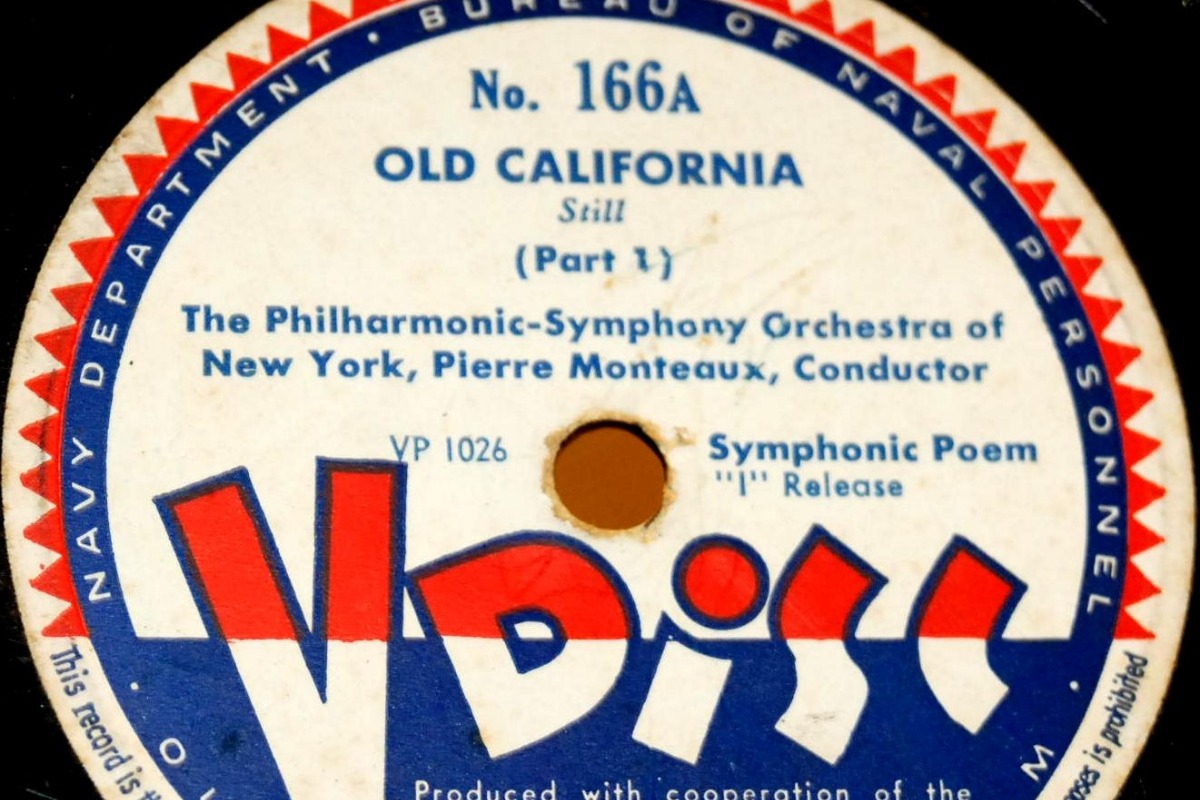 NAVY DEPARTMENT · BUREAU OF NAVAL PERSONNEL
No. 166A
OLD CALIFORNIA
Still
(Part 1)
The Philharmonic-Symphony Orchestra of
New York, Pierre Monteaux, Conductor
VP 1026
Symphonic Poem
"I" Release
V Disc
Produced with cooperation of the
This record is
is prohibited